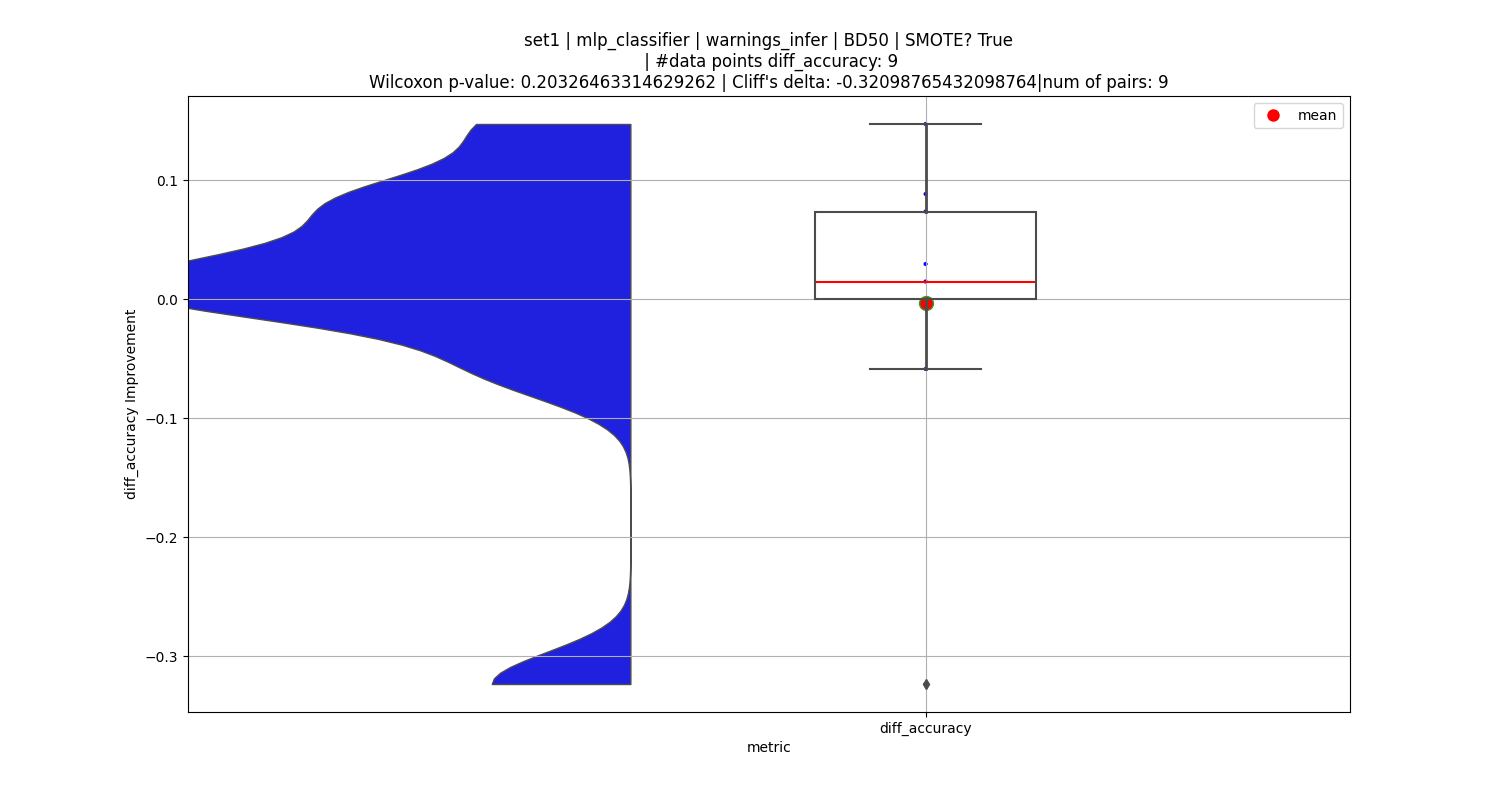 set1 | mlp_classifier | warnings_infer | BD50 | SMOTE? True
| #data points diff_accuracy: 9
Wilcoxon p-value: 0.20326463314629262 | Cliff's delta: -0.32098765432098764|num of pairs: 9
mean
0.1
0.0
−0.1
−0.2
−0.3
diff_accuracy Improvement
diff_accuracy
metric